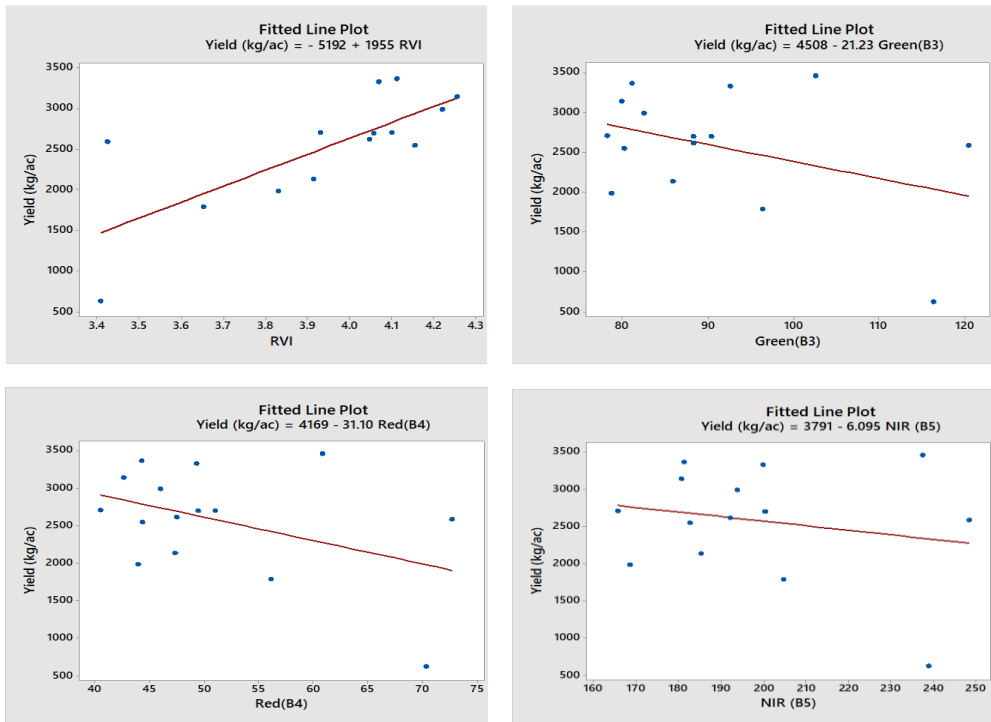 Fitted Line Plot
Yield (kg/ac) = - 5192 + 1955 RVI
3500
3000
2500
2000
1500
1000
500
Yield (kg/ac)
3.4 3.5 3.6 3.7 3.8 3.9 4.0 4.1 4.2 4.3
RVI
Fitted Line Plot
Yield (kg/ac) = 4508 - 21.23 Green(B3)
3500
3000
2500
2000
1500
1000
500
Yield (kg/ac)
80 90 100 110 120
Green(B3)
Fitted Line Plot
Yield (kg/ac) = 4169 - 31.10 Red(B4)
3500
3000
2500
2000
1500
1000
500
Yield (kg/ac)
40 45 50 55 60 65 70 75
Red(B4)
Fitted Line Plot
Yield (kg/ac) = 3791 - 6.095 NIR (B5)
3500
3000
2500
2000
1500
1000
500
Yield (kg/ac)
160 170 180 190 200 210 220 230 240 250
NIR (B5)